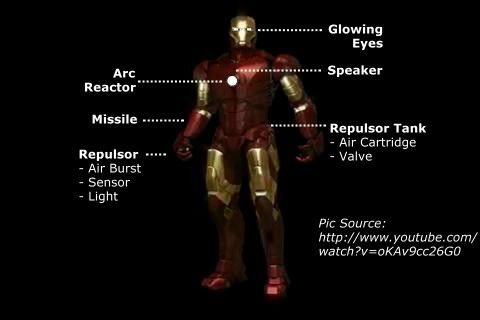 Glowing
Eyes
Speaker
Arc
Reactor
Missile
Repulsor Tank
- Air Cartridge
- Valve
Repulsor
- Air Burst
- Sensor
- Light
Pic Source:
http://www.youtube.com/
watch?v=oKAv9cc26G0